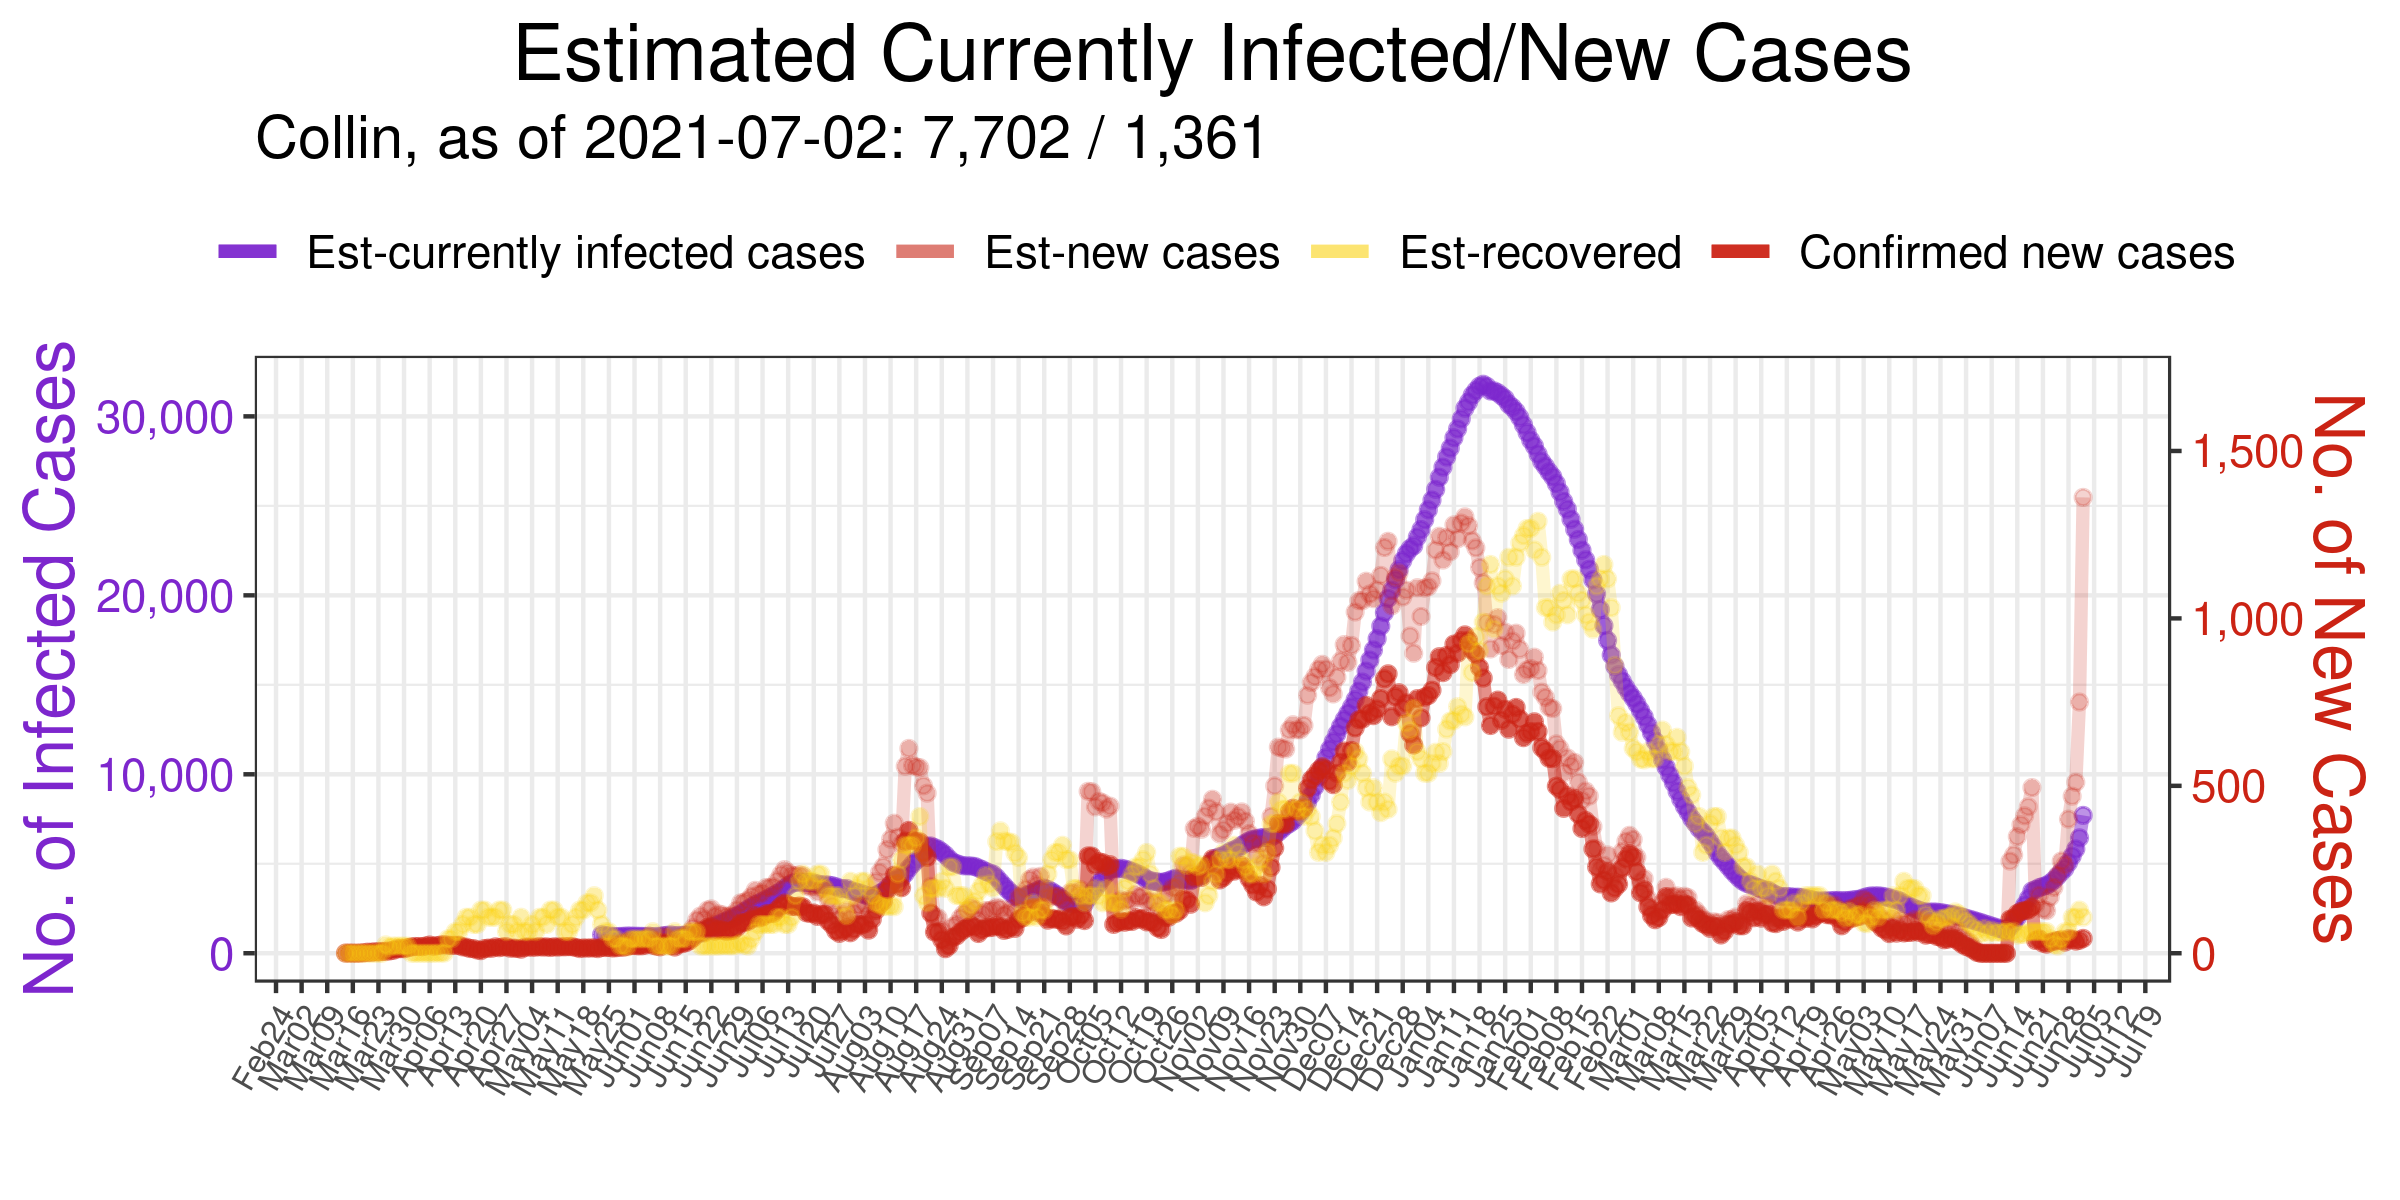 Estimated Currently Infected/New Cases
Collin, as of 2021-07-02: 7,702 / 1,361
Est-currently infected cases
Est-new cases
Est-recovered
Confirmed new cases
No. of Infected Cases
30,000
20,000
10,000
0
1,500
1,000
500
0
No. of New Cases
Feb24
Mar02
Mar09
Mar16
Mar23
Mar30
Apr06
Apr13
Apr20
Apr27
May04
May11
May18
May25
Jun01
Jun08
Jun15
Jun22
Jun29
Jul06
Jul13
Jul20
Jul27
Aug03
Aug10
Aug17
Aug24
Aug31
Sep07
Sep14
Sep21
Sep28
Oct05
Oct12
Oct19
Oct26
Nov02
Nov09
Nov16
Nov23
Nov30
Dec07
Dec14
Dec21
Dec28
Jan04
Jan11
Jan18
Jan25
Feb01
Feb08
Feb15
Feb22
Mar01
Mar08
Mar15
Mar22
Mar29
Apr05
Apr12
Apr19
Apr26
May03
May10
May17
May24
May31
Jun07
Jun14
Jun21
Jun28
Jul05
Jul12
Jul19